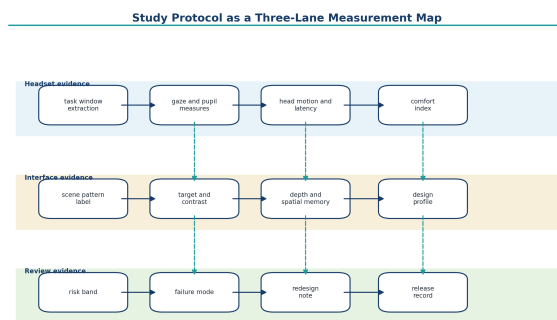 Study Protocol as a Three-Lane Measurement Map
Headset evidence
task window
extraction
gaze and pupil
measures
head motion and
latency
comfort
index
Interface evidence
scene pattern
label
target and
contrast
depth and
spatial memory
design
profile
Review evidence
risk band
failure mode
redesign
note
release
record